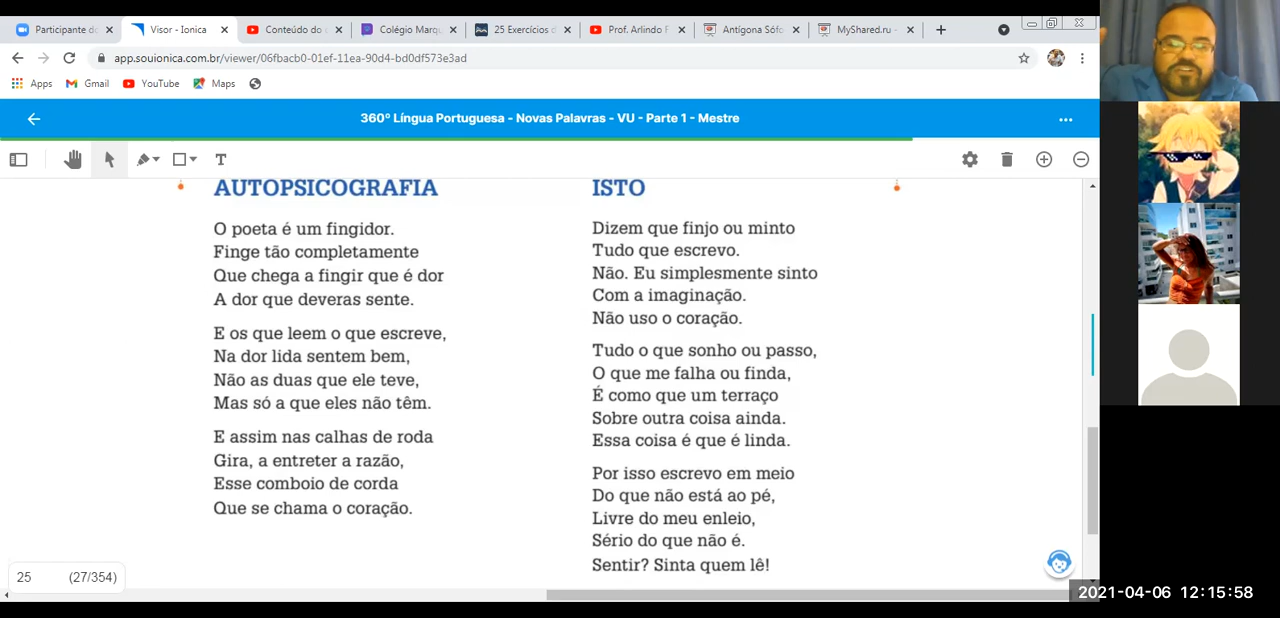 Participante do
Visor - Ionica
Conteúdo do c
Colégio Marqu
25 Exercícios d
Prof. Arlindo F
Antígona Sófo
MyShared.ru -
app.souionica.com.br/viewer/06fbacb0-01ef-11ea-90d4-bd0df573e3ad
Apps
Gmail
YouTube
Maps
360º Língua Portuguesa - Novas Palavras - VU - Parte 1 - Mestre
T
AUTOPSICOGRAFIA
O poeta é um fingidor.
Finge tão completamente
Que chega a fingir que é dor
A dor que deveras sente.
E os que leem o que escreve,
Na dor lida sentem bem,
Não as duas que ele teve,
Mas só a que eles não têm.
E assim nas calhas de roda
Gira, a entreter a razão,
Esse comboio de corda
Que se chama o coração.
ISTO
Dizem que finjo ou minto
Tudo que escrevo.
Não. Eu simplesmente sinto
Com a imaginação.
Não uso o coração.
Tudo o que sonho ou passo,
O que me falha ou finda,
É como que um terraço
Sobre outra coisa ainda.
Essa coisa é que é linda.
Por isso escrevo em meio
Do que não está ao pé,
Livre do meu enleio,
Sério do que não é.
Sentir? Sinta quem lê!
25 (27/354)
2021-04-06 12:15:58